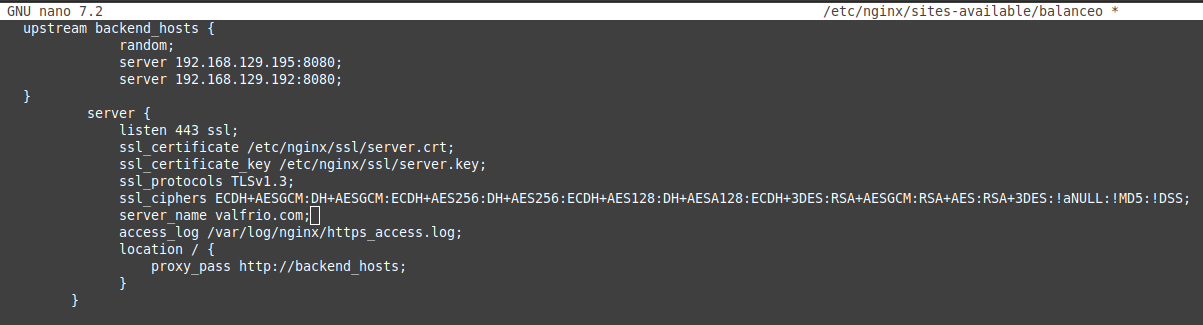 GNU nano 7.2 /etc/nginx/sites-available/balanceo *
upstream backend_hosts {
random;
server 192.168.129.195:8080;
server 192.168.129.192:8080;
}
server {
listen 443 ssl;
ssl_certificate /etc/nginx/ssl/server.crt;
ssl_certificate_key /etc/nginx/ssl/server.key;
ssl_protocols TLSv1.3;
ssl_ciphers ECDH+AESGCM:DH+AESGCM:ECDH+AES256:DH+AES256:ECDH+AES128:DH+AESA128:ECDH+3DES:RSA+AESGCM:RSA+AES:RSA+3DES:!aNULL:!MD5:!DSS;
server_name valfrio.com;
access_log /var/log/nginx/https_access.log;
location / {
proxy_pass http://backend_hosts;
}
}